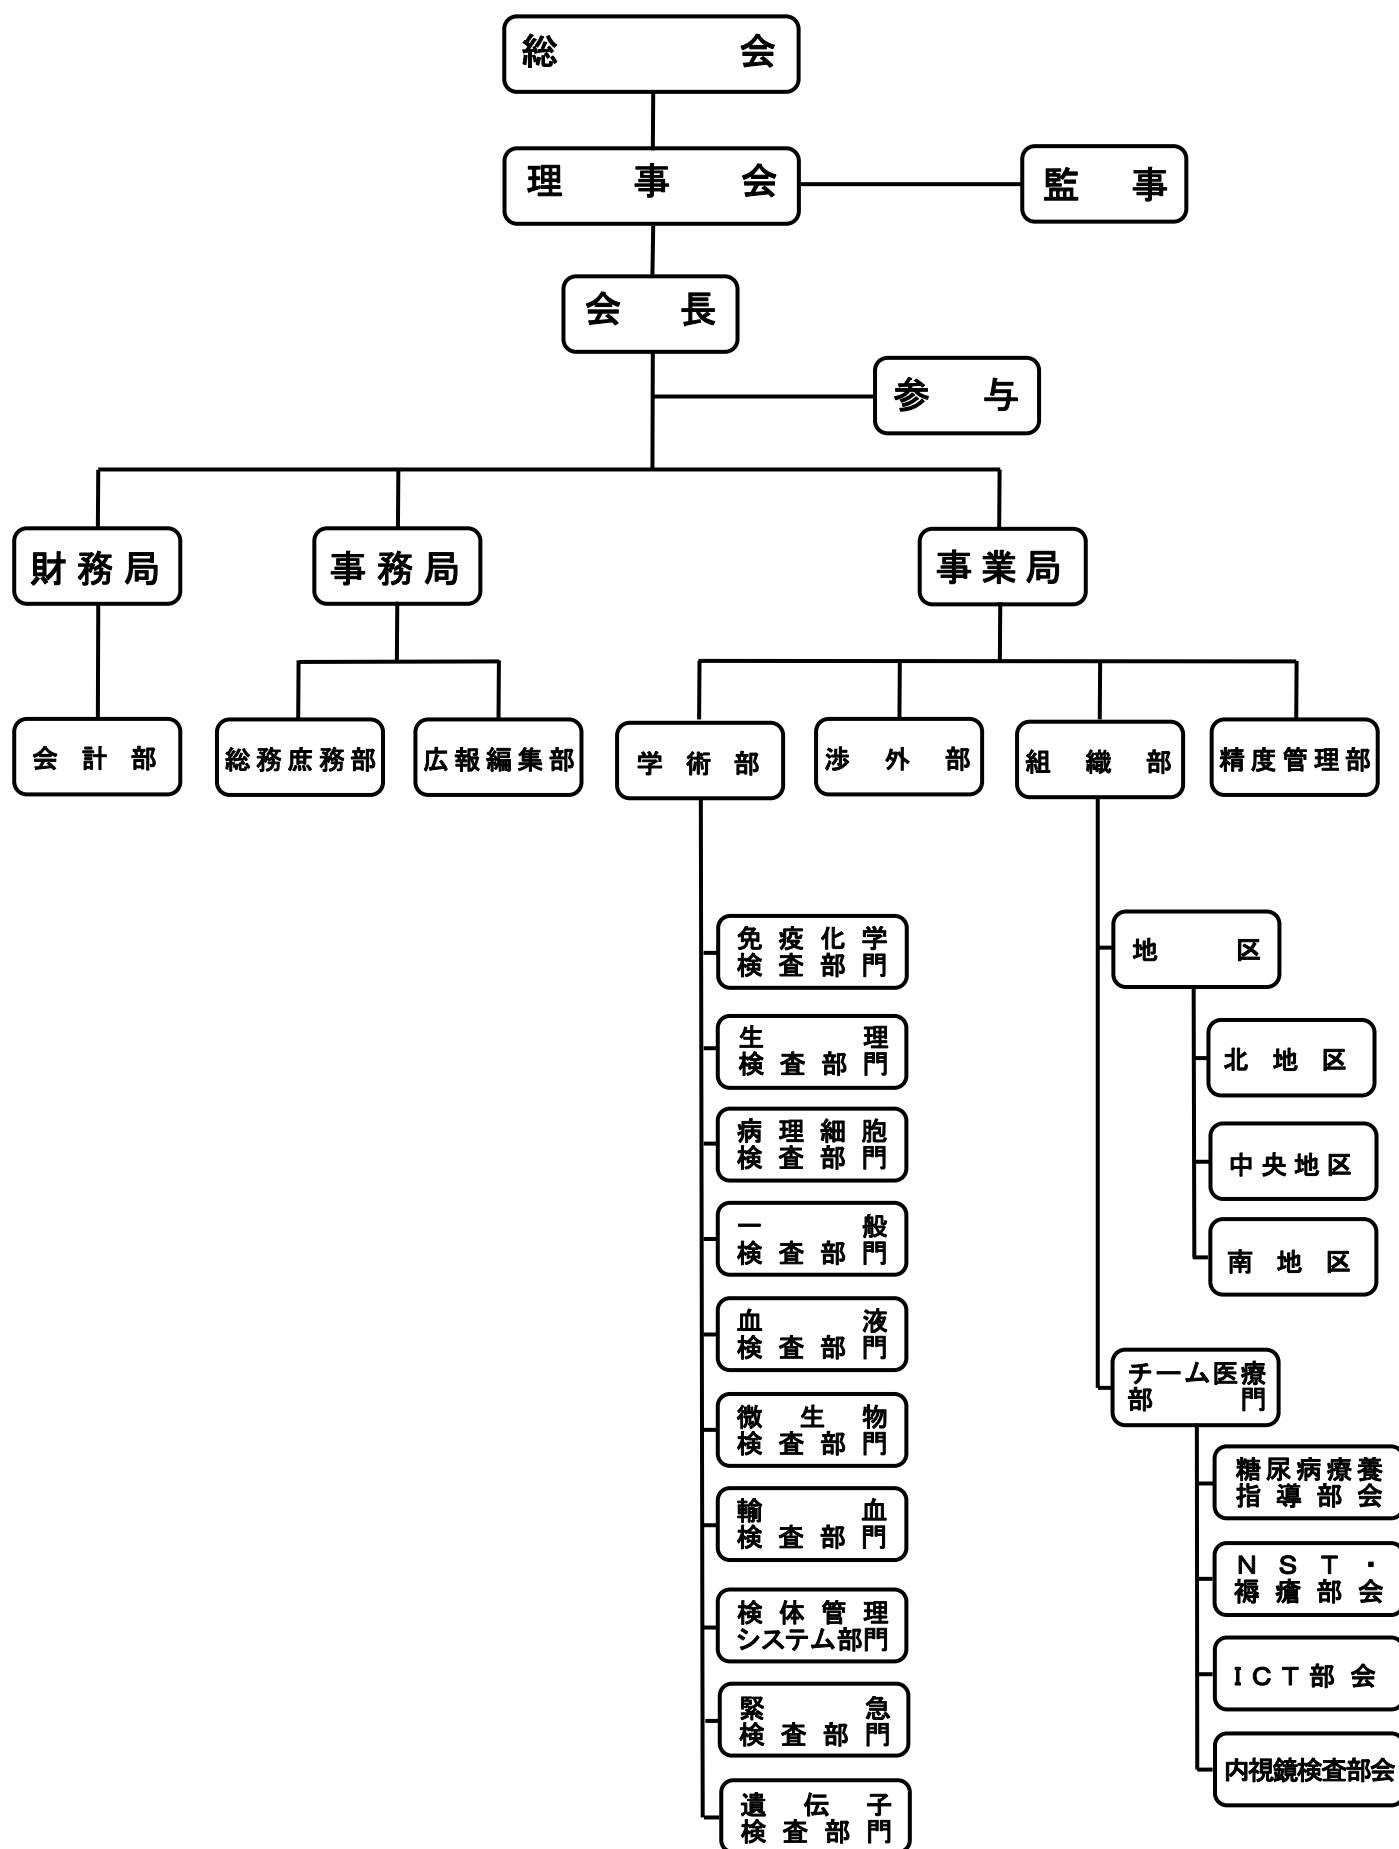 総会
理事会
監事
会長
参与
財務局
事務局
事業局
会計部
総務庶務部
広報編集部
学術部
渉外部
組織部
精度管理部
免疫化学
検査部門
生理
検査部門
病理細胞
検査部門
一般
検査部門
血液
検査部門
微生物
検査部門
輸血
検査部門
検体管理
システム部門
緊急
検査部門
遺伝子
検査部門
地区
北地区
中央地区
南地区
チーム医療
部門
糖尿病療養
指導部会
ＮＳＴ・
褥瘡部会
ＩＣＴ部会
内視鏡検査部会